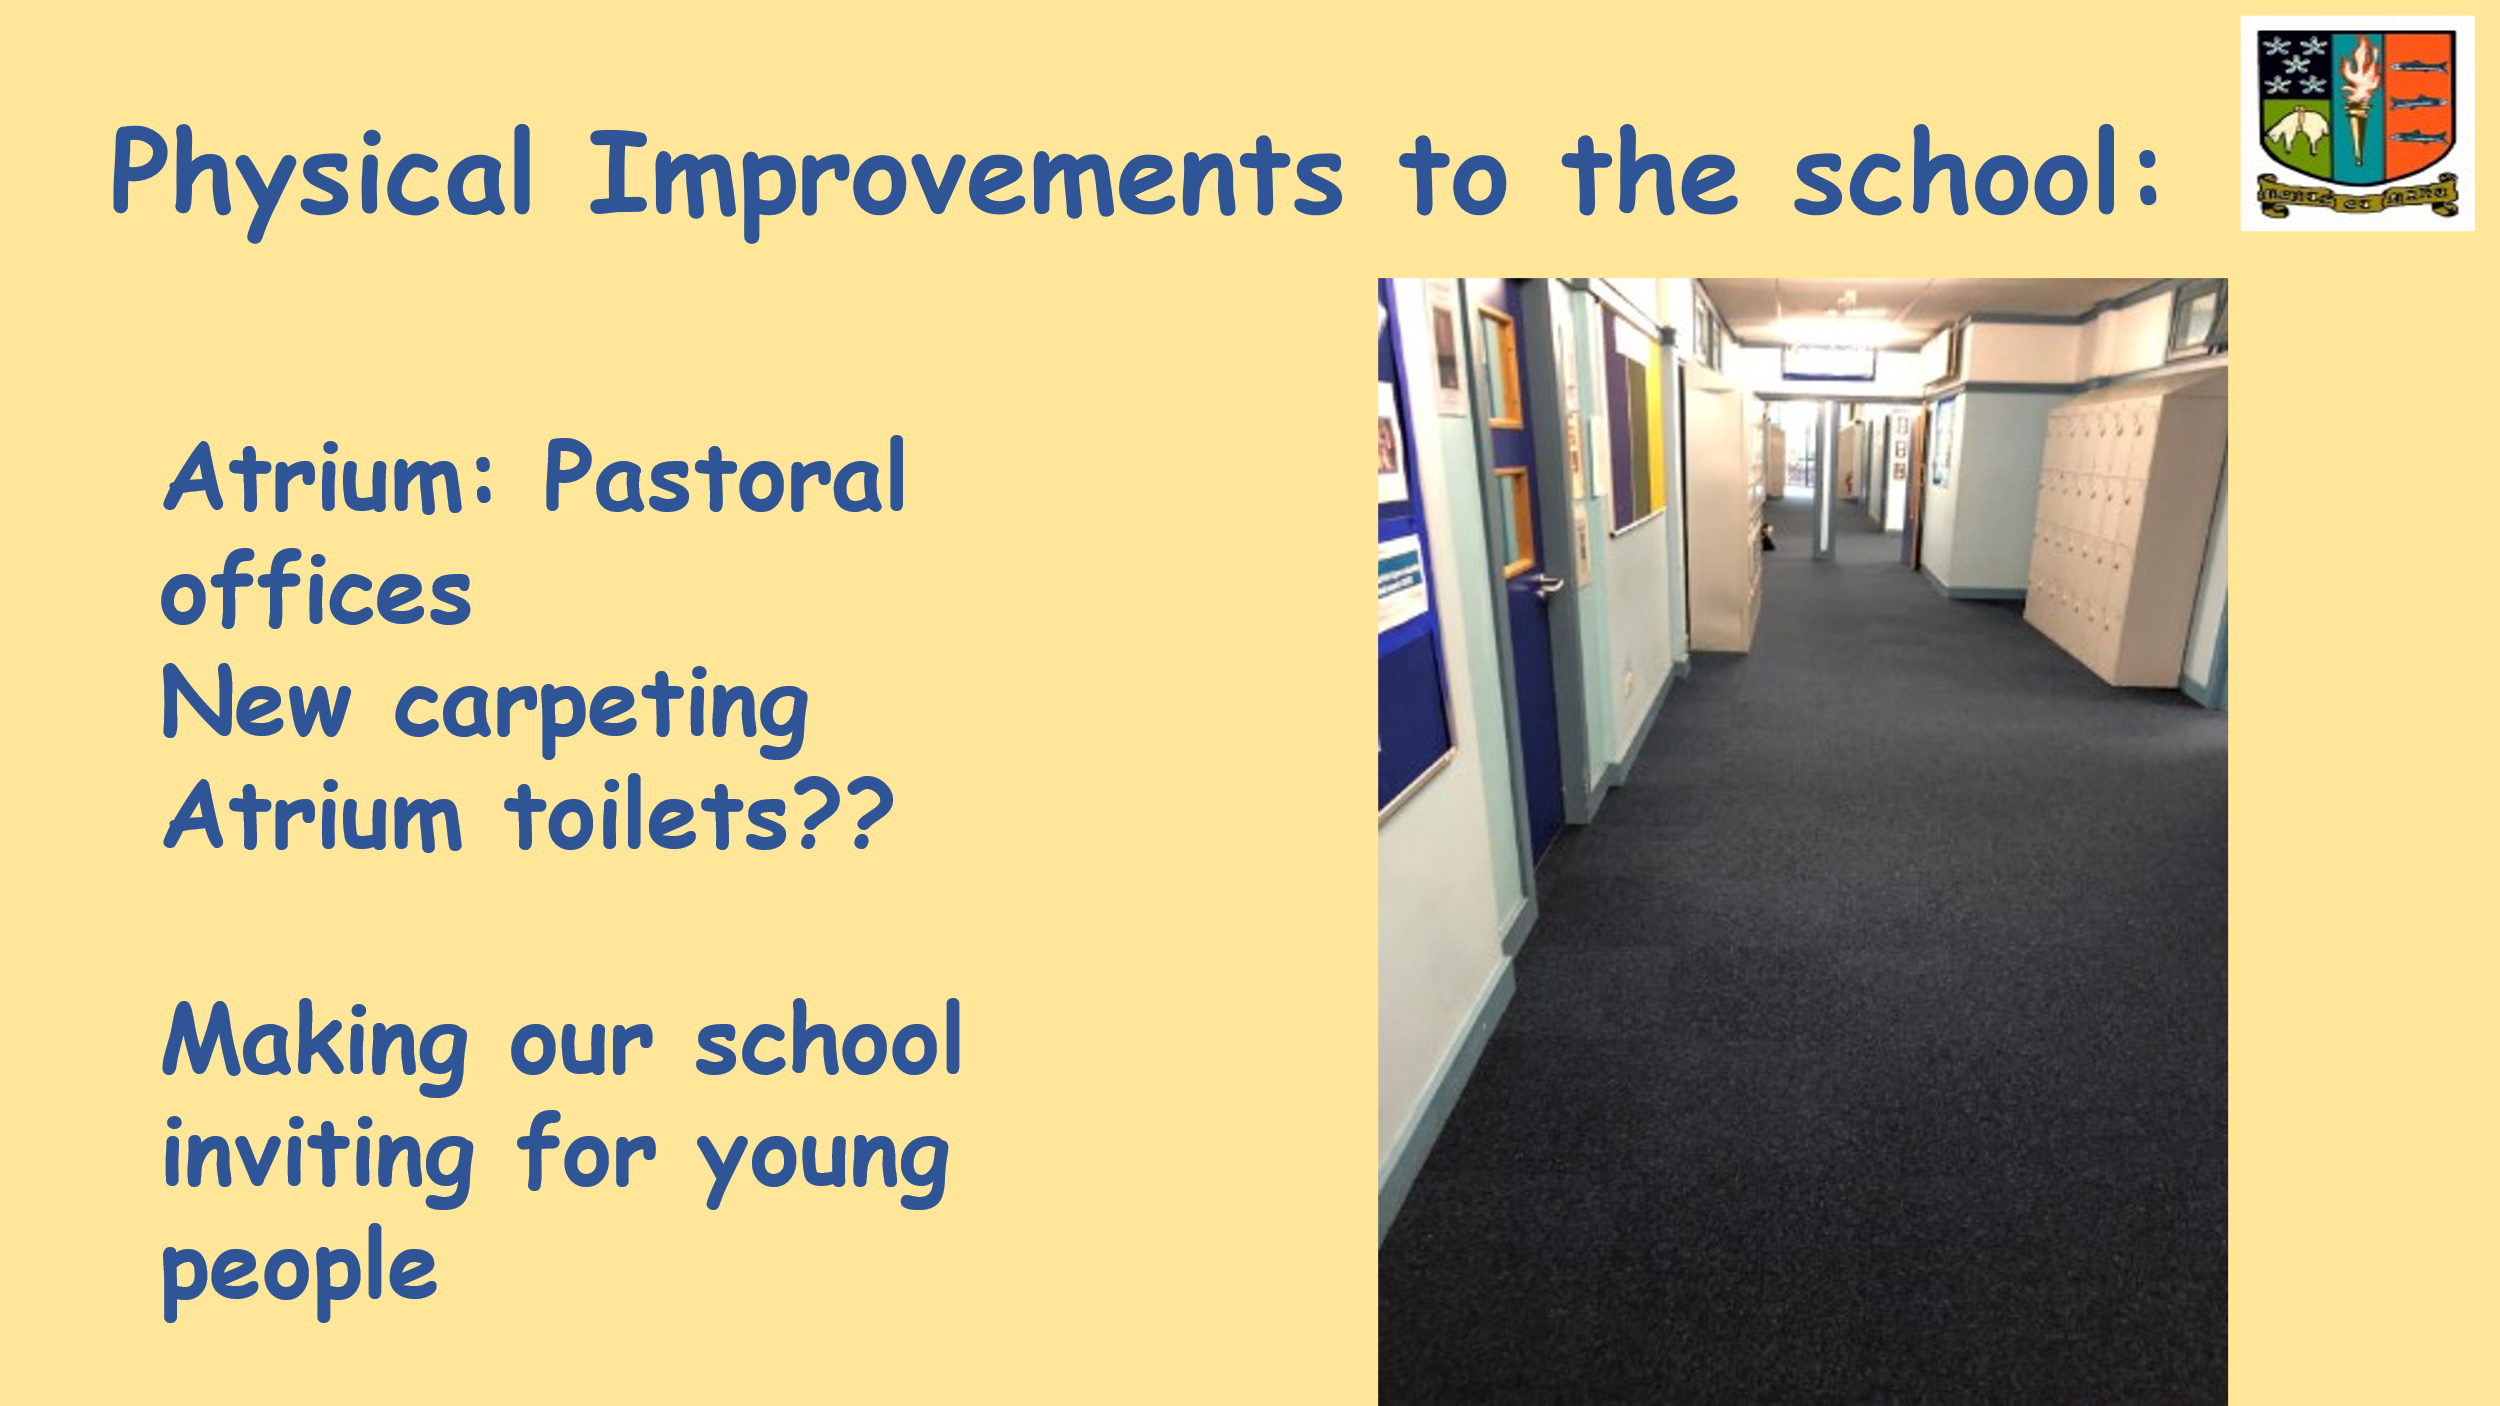 Physical Improvements to the school:
Atrium: Pastoral
offices
New carpeting
Atrium toilets??
Making our school
inviting for young
people